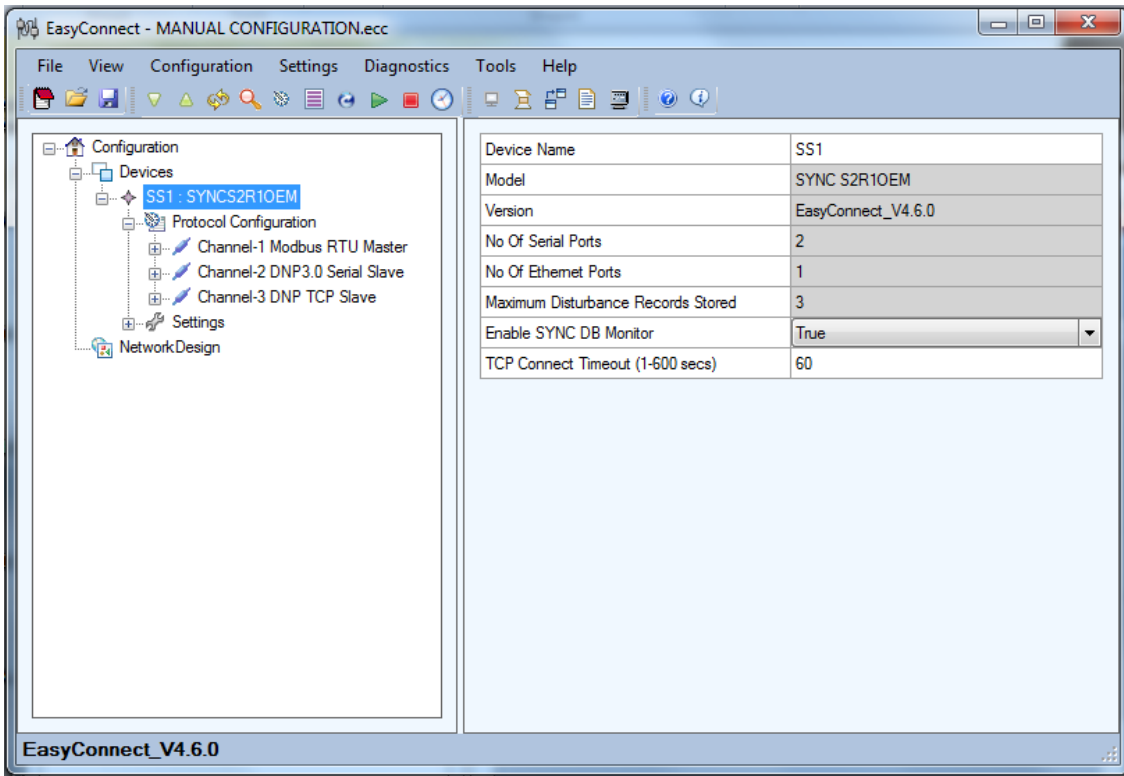 EasyConnect - MANUAL CONFIGURATION.ecc
File View Configuration Settings Diagnostics Tools Help
Configuration
Devices
SS1 : SYNCS2R1OEM
Protocol Configuration
Channel-1 Modbus RTU Master
Channel-2 DNP3.0 Serial Slave
Channel-3 DNP TCP Slave
Settings
NetworkDesign
Device Name SS1
Model SYNC S2R1OEM
Version EasyConnect_V4.6.0
No Of Serial Ports 2
No Of Ethernet Ports 1
Maximum Disturbance Records Stored 3
Enable SYNC DB Monitor True
TCP Connect Timeout (1-600 secs) 60
EasyConnect_V4.6.0